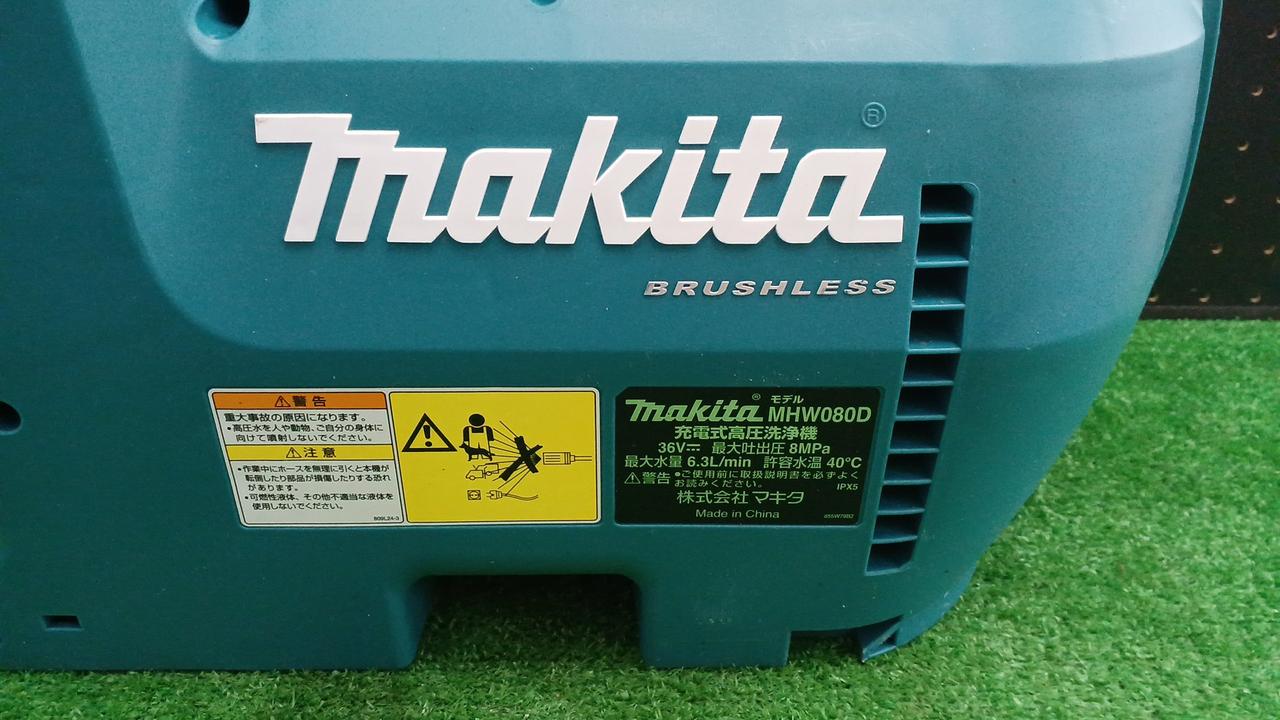 makita®
BRUSHLESS
⚠警告
重大事故の原因になります。
•高圧水を人や動物、ご自分の身体に
向けて噴射しないでください。
⚠注意
•作業中にホースを無理に引くと本機が
転倒したり部品が損傷したりする恐れ
があります。
•可燃性液体、その他不適当な液体を
使用しないでください。
809L24-3
makita® モデル MHW080D
充電式高圧洗浄機
36V⎓ 最大吐出圧 8MPa
最大水量 6.3L/min 許容水温 40°C
⚠警告 •ご使用前に取扱説明書を必ずよく
お読みください。
IPX5
株式会社 マキタ
Made in China
855W79B2